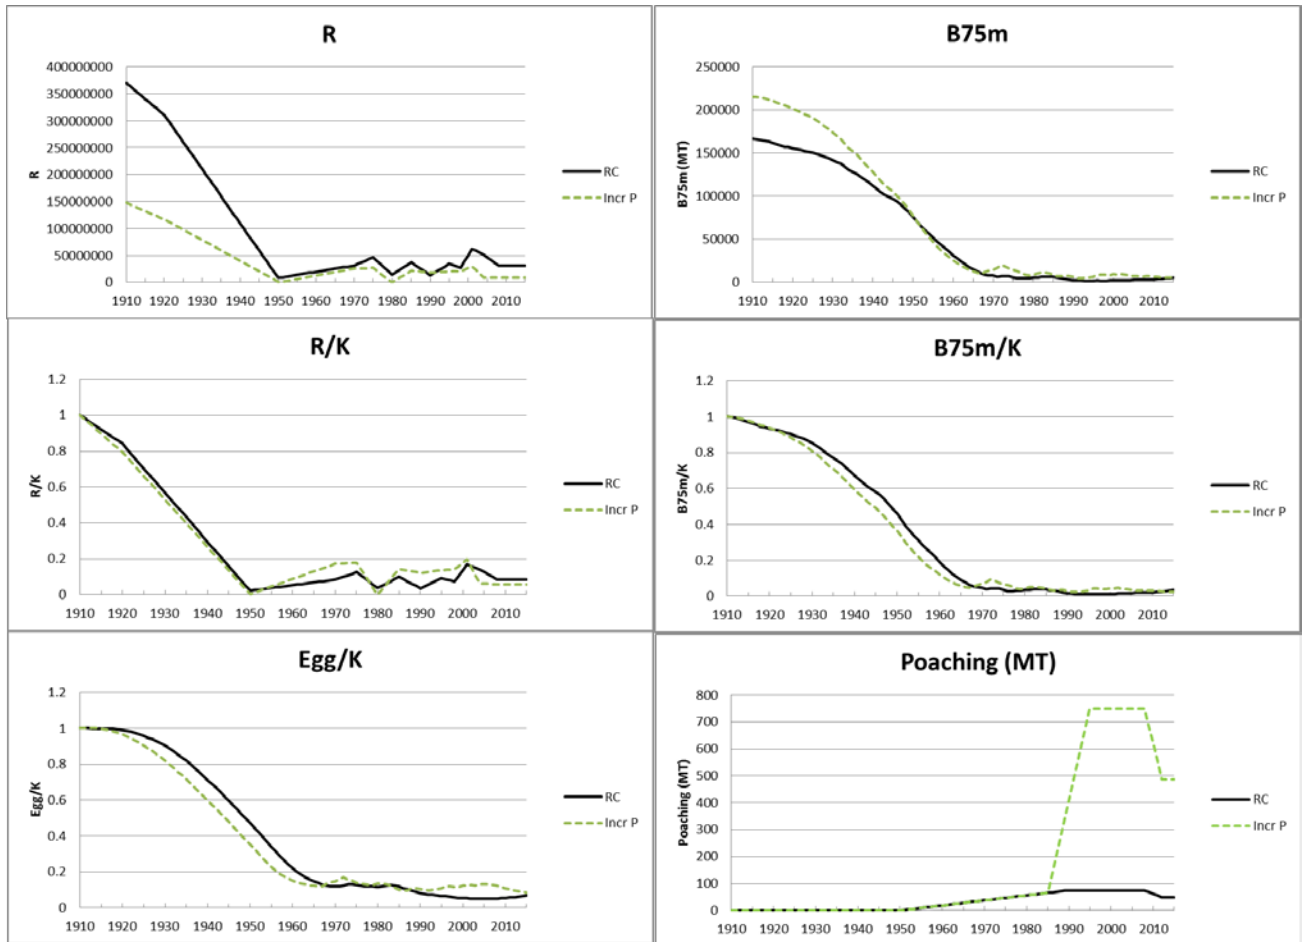 R
400000000
350000000
300000000
250000000
200000000
150000000
100000000
50000000
0
R
1910 1920 1930 1940 1950 1960 1970 1980 1990 2000 2010
RC
Incr P
B75m
250000
200000
150000
100000
50000
0
B75m (MT)
1910 1920 1930 1940 1950 1960 1970 1980 1990 2000 2010
RC
Incr P
R/K
1.2
1
0.8
0.6
0.4
0.2
0
R/K
1910 1920 1930 1940 1950 1960 1970 1980 1990 2000 2010
RC
Incr P
B75m/K
1.2
1
0.8
0.6
0.4
0.2
0
B75m/K
1910 1920 1930 1940 1950 1960 1970 1980 1990 2000 2010
RC
Incr P
Egg/K
1.2
1
0.8
0.6
0.4
0.2
0
Egg/K
1910 1920 1930 1940 1950 1960 1970 1980 1990 2000 2010
RC
Incr P
Poaching (MT)
800
700
600
500
400
300
200
100
0
Poaching (MT)
1910 1920 1930 1940 1950 1960 1970 1980 1990 2000 2010
RC
Incr P